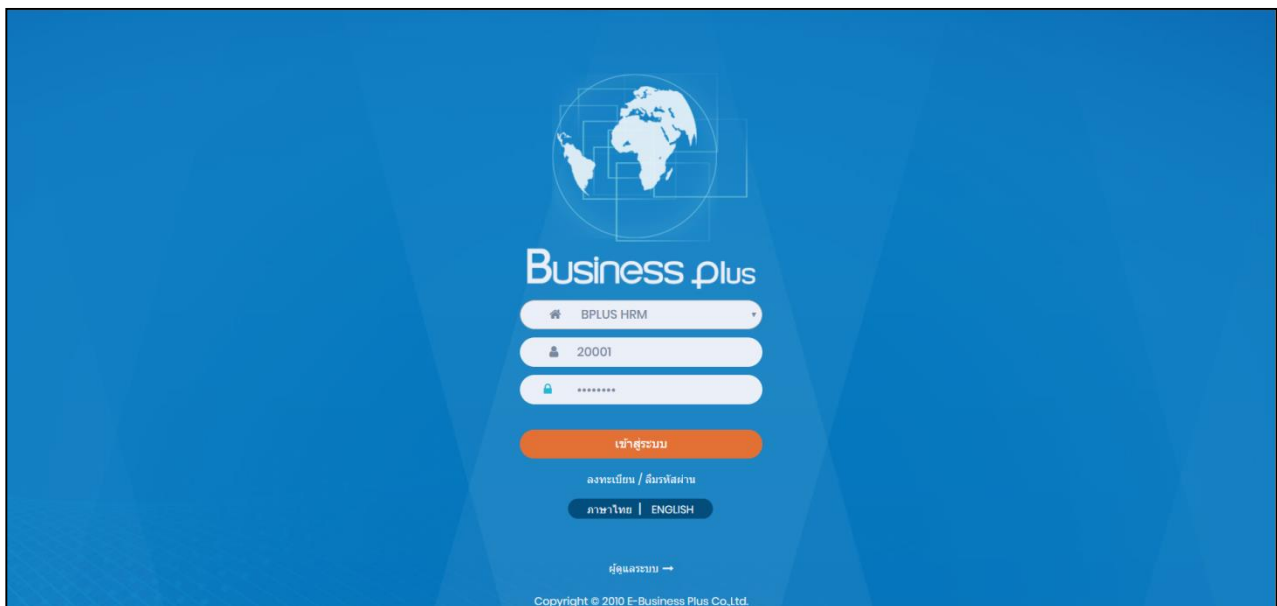 Business Plus
BPLUS HRM
20001
••••••••
เข้าสู่ระบบ
ลงทะเบียน / ลืมรหัสผ่าน
ภาษาไทย | ENGLISH
ผู้ดูแลระบบ →
Copyright © 2010 E-Business Plus Co.,Ltd.